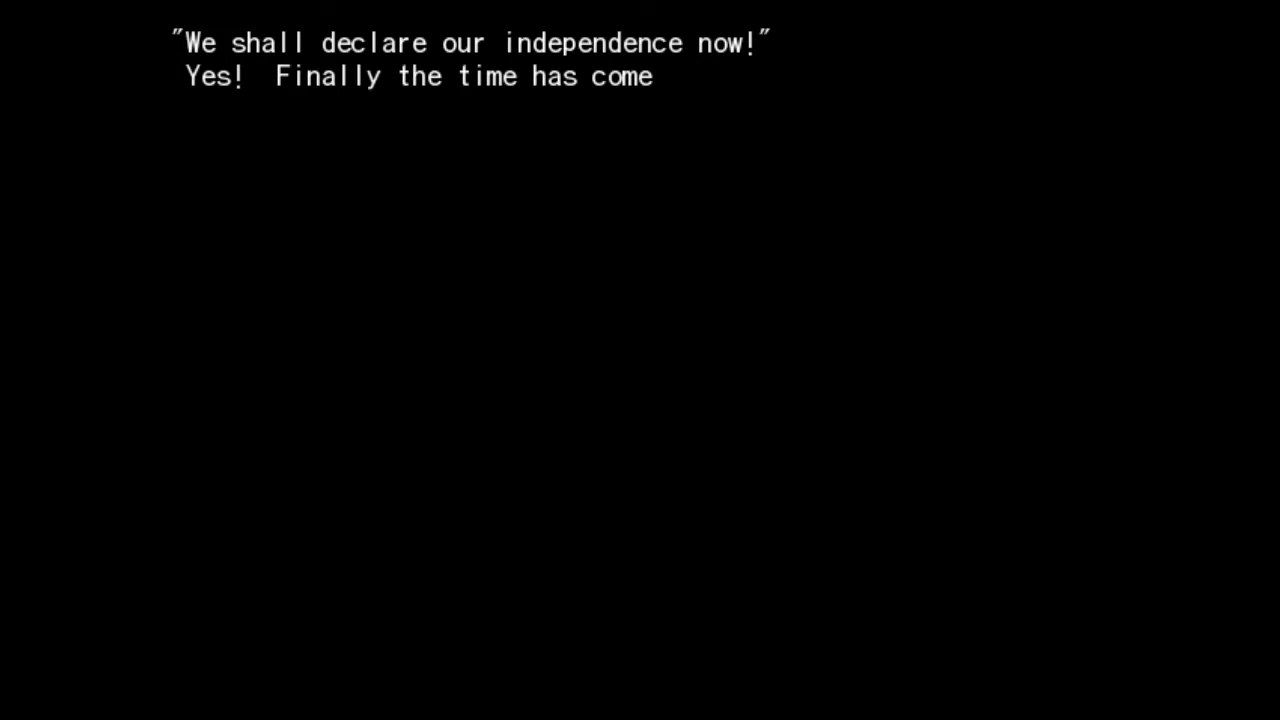 "We shall declare our independence now!"
Yes!  Finally the time has come